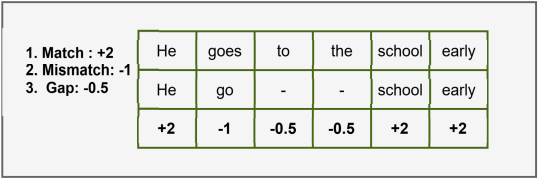 1. Match : +2
2. Mismatch: -1
3. Gap: -0.5
He goes to the school early
He go - - school early
+2 -1 -0.5 -0.5 +2 +2